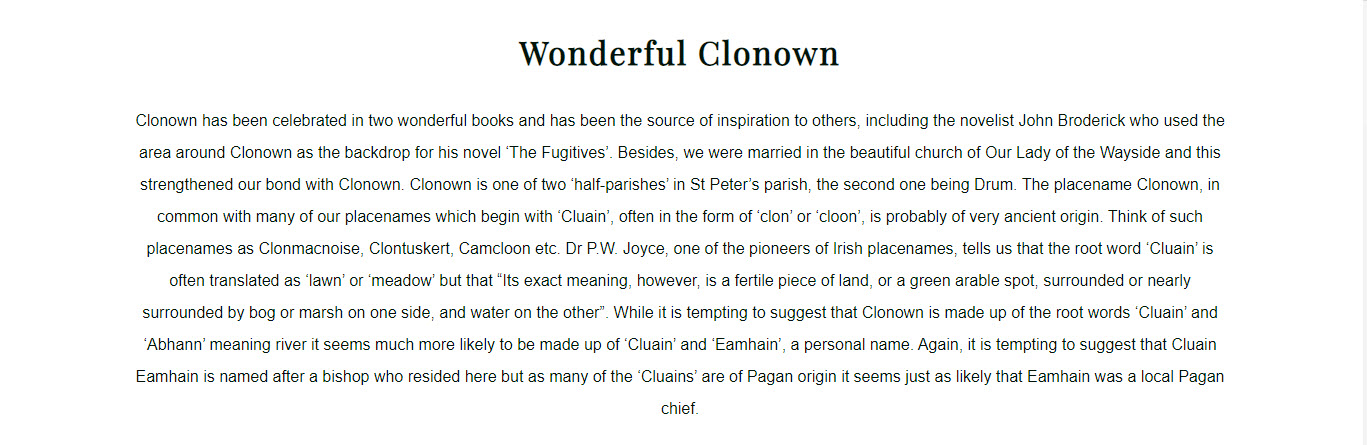 Wonderful Clonown
Clonown has been celebrated in two wonderful books and has been the source of inspiration to others, including the novelist John Broderick who used the
area around Clonown as the backdrop for his novel ‘The Fugitives’. Besides, we were married in the beautiful church of Our Lady of the Wayside and this
strengthened our bond with Clonown. Clonown is one of two ‘half-parishes’ in St Peter’s parish, the second one being Drum. The placename Clonown, in
common with many of our placenames which begin with ‘Cluain’, often in the form of ‘clon’ or ‘cloon’, is probably of very ancient origin. Think of such
placenames as Clonmacnoise, Clontuskert, Camcloon etc. Dr P.W. Joyce, one of the pioneers of Irish placenames, tells us that the root word ‘Cluain’ is
often translated as ‘lawn’ or ‘meadow’ but that “Its exact meaning, however, is a fertile piece of land, or a green arable spot, surrounded or nearly
surrounded by bog or marsh on one side, and water on the other”. While it is tempting to suggest that Clonown is made up of the root words ‘Cluain’ and
‘Abhann’ meaning river it seems much more likely to be made up of ‘Cluain’ and ‘Eamhain’, a personal name. Again, it is tempting to suggest that Cluain
Eamhain is named after a bishop who resided here but as many of the ‘Cluains’ are of Pagan origin it seems just as likely that Eamhain was a local Pagan
chief.